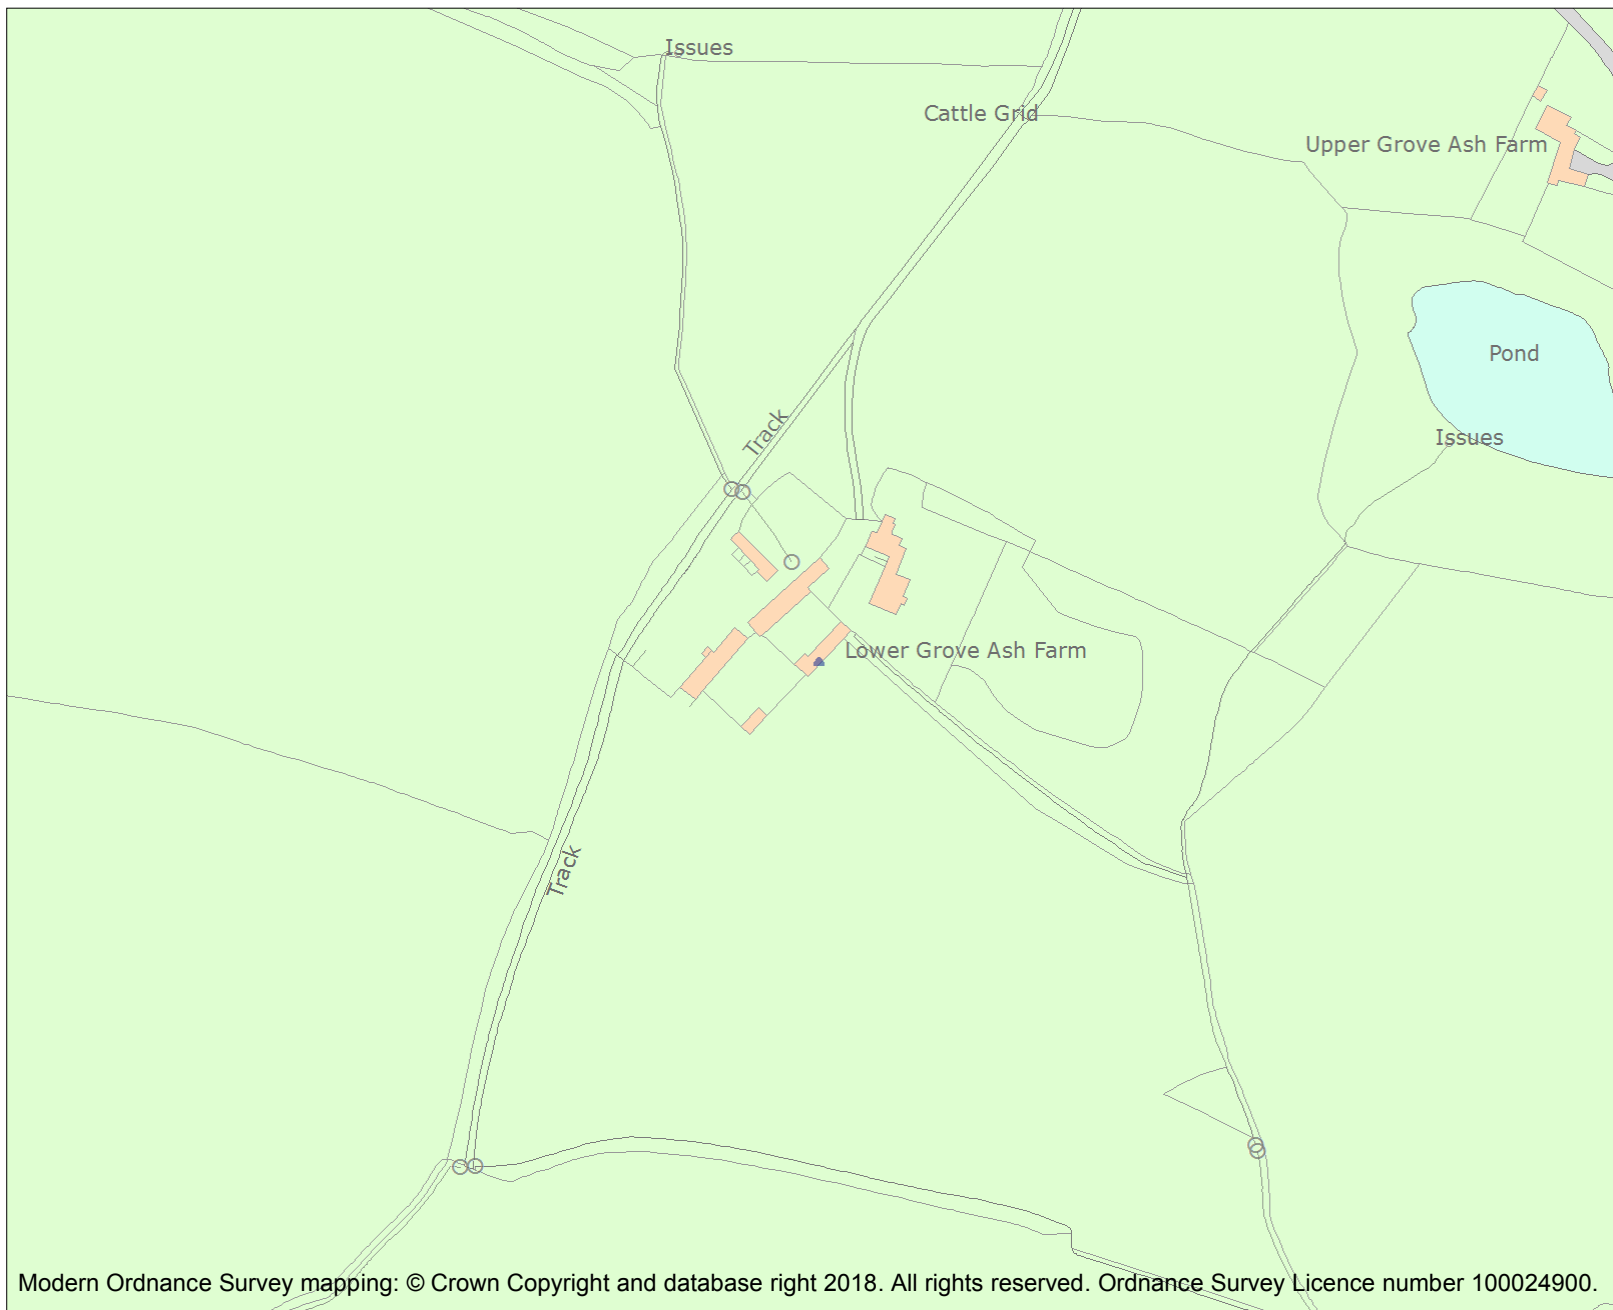 Issues
Cattle Grid
Upper Grove Ash Farm
Pond
Track
Issues
Lower Grove Ash Farm
Track
Modern Ordnance Survey mapping: © Crown Copyright and database right 2018. All rights reserved. Ordnance Survey Licence number 100024900.